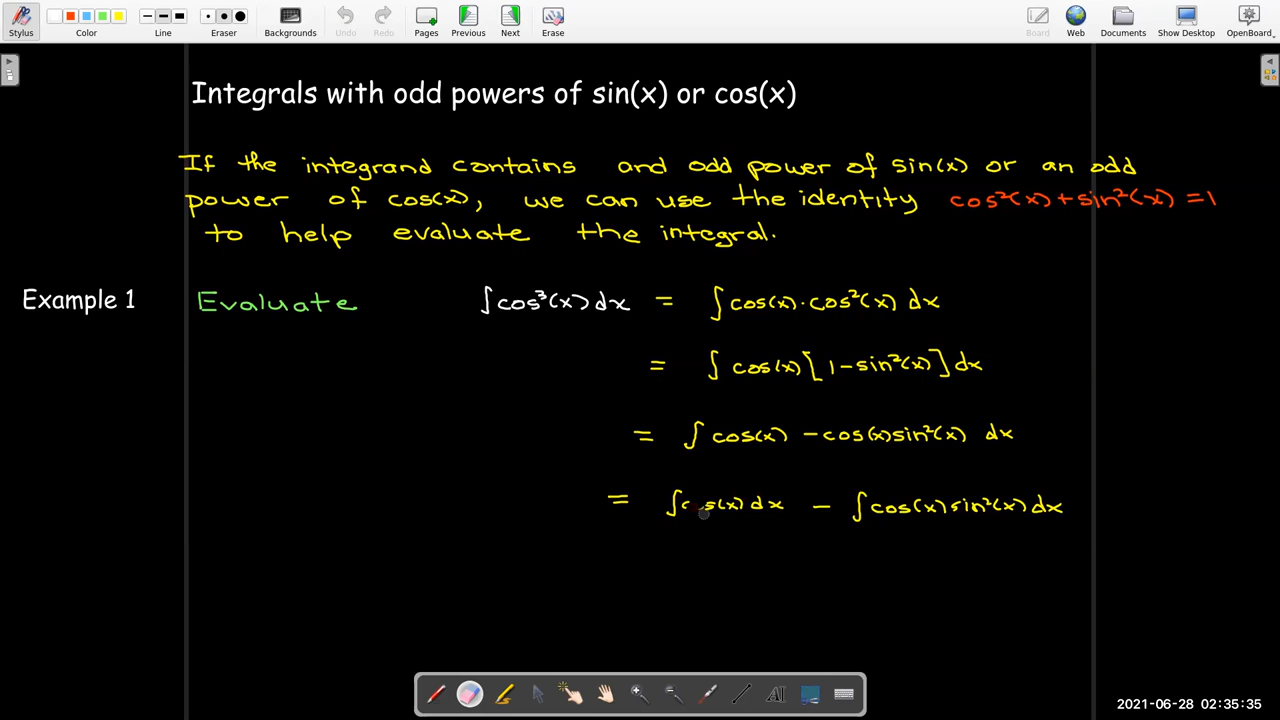 Stylus Color Line Eraser Backgrounds Undo Redo Pages Previous Next Erase Board Web Documents Show Desktop OpenBoard
Integrals with odd powers of sin(x) or cos(x)
If the integrand contains and odd power of sin(x) or an odd
power of cos(x), we can use the identity cos²(x)+sin²(x)=1
to help evaluate the integral.
Example 1 Evaluate ∫cos³(x)dx = ∫cos(x)·cos²(x) dx
= ∫ cos(x)[1-sin²(x)]dx
= ∫ cos(x) -cos(x)sin²(x) dx
= ∫cos(x)dx - ∫cos(x)sin²(x)dx
AI
2021-06-28 02:35:35